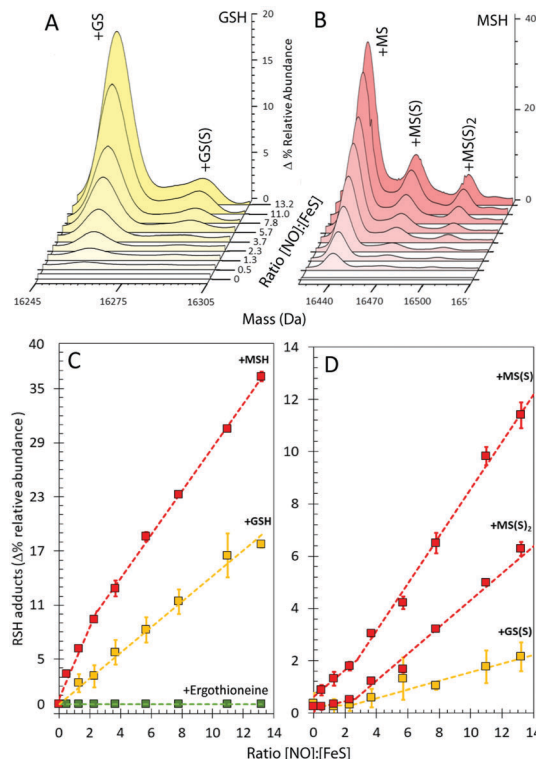 A
+GS
GSH
+GS(S)
Δ % Relative Abundance
20
15
10
5
0
13.2
11.0
7.8
5.7
3.7
2.3
1.3
0.5
0
Ratio [NO]:[FeS]
16245
16275
16305
B
MSH
+MS
+MS(S)
+MS(S)2
40
20
0
16440
16470
16500
1653
Mass (Da)
C
+MSH
+GSH
+Ergothioneine
RSH adducts (Δ% relative abundance)
40
36
29
23
17
11
5
0
0 2 4 6 8 10 12 14
D
+MS(S)
+MS(S)2
+GS(S)
14
12
10
8
6
4
2
0
0 2 4 6 8 10 12 14
Ratio [NO]:[FeS]